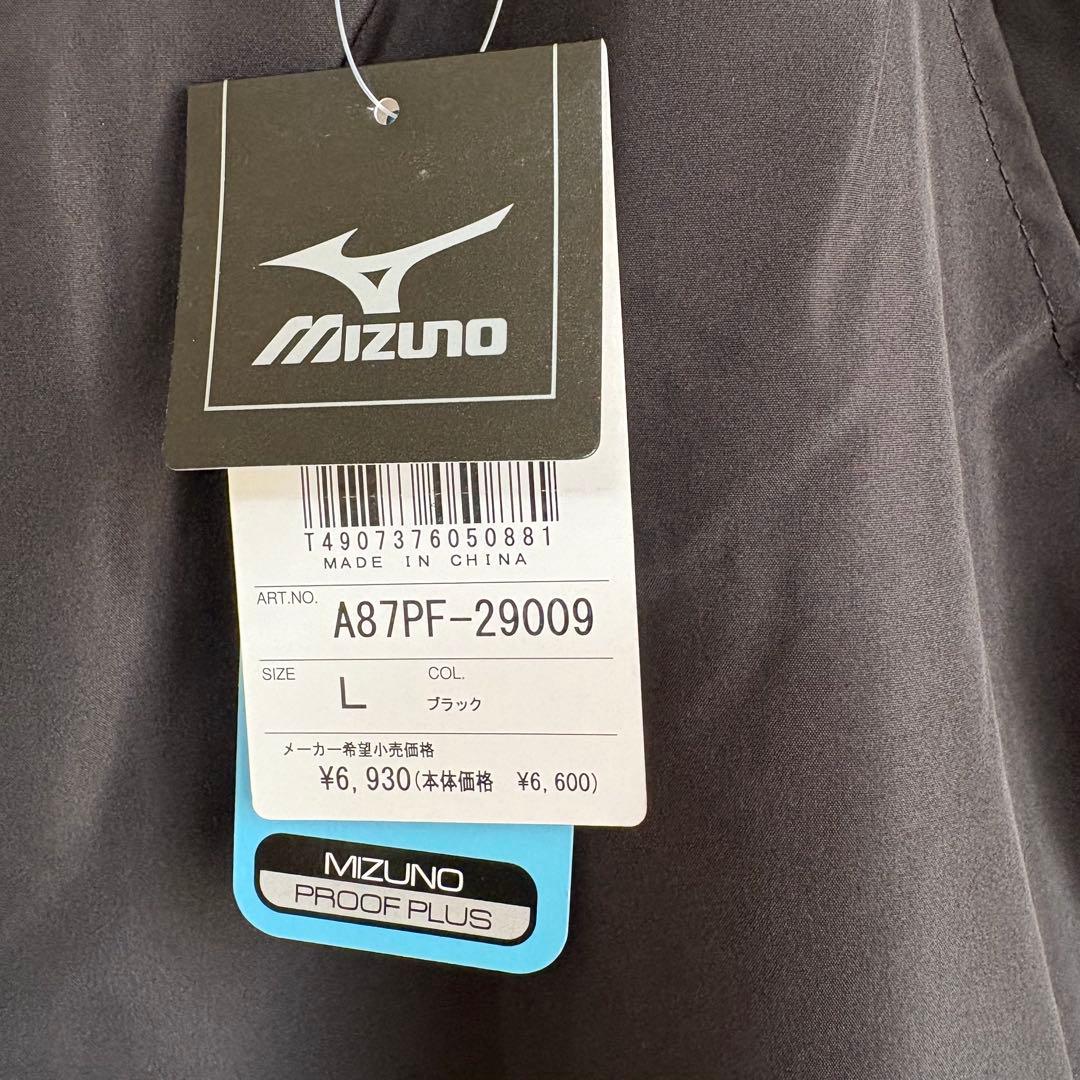 MIZUNO
T4907376050881
MADE IN CHINA
ART.NO. A87PF-29009
SIZE L COL. ブラック
メーカー希望小売価格
¥6,930(本体価格 ¥6,600)
MIZUNO
PROOF PLUS